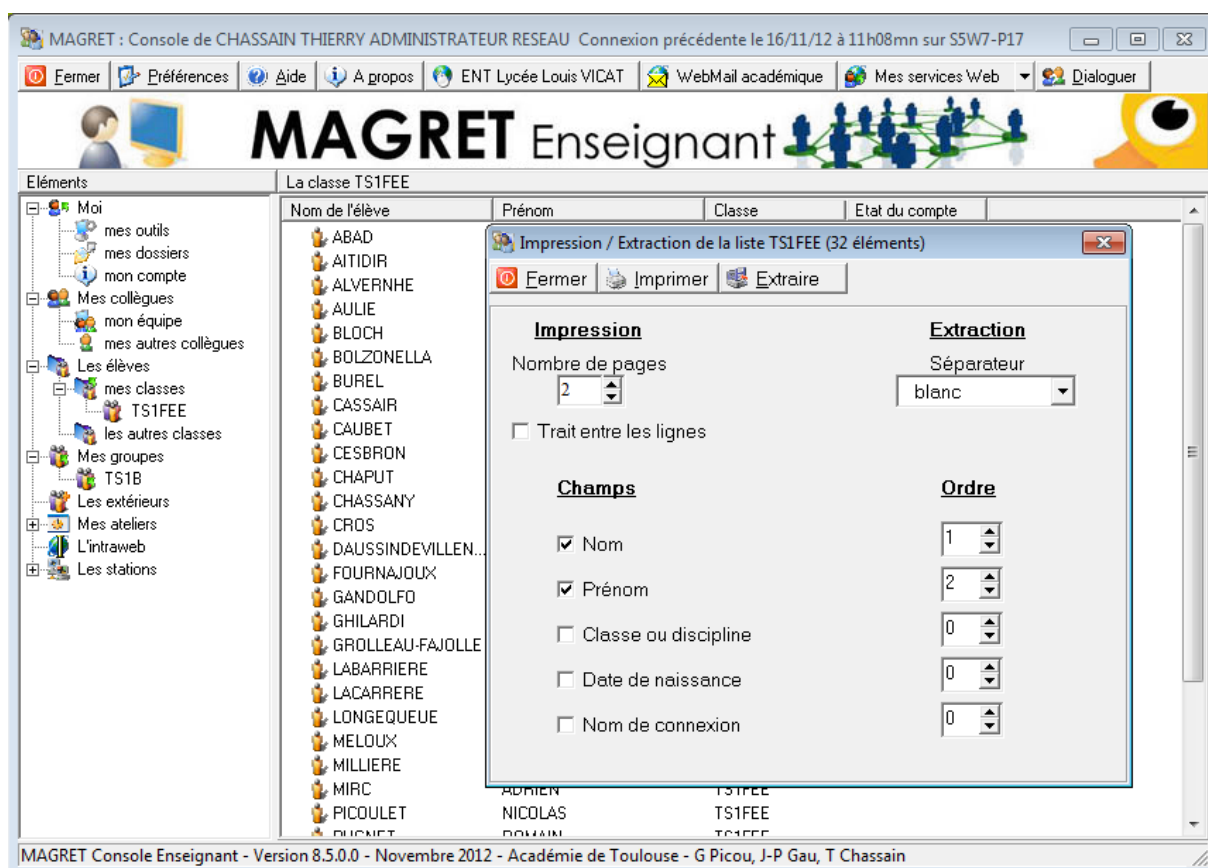 MAGRET : Console de CHASSAIN THIERRY ADMINISTRATEUR RESEAU Connexion précédente le 16/11/12 à 11h08mn sur S5W7-P17
Fermer Préférences Aide A propos ENT Lycée Louis VICAT WebMail académique Mes services Web Dialoguer
MAGRET Enseignant
Eléments
La classe TS1FEE
Moi
mes outils
mes dossiers
mon compte
Mes collègues
mon équipe
mes autres collègues
Les élèves
mes classes
TS1FEE
les autres classes
Mes groupes
TS1B
Les extérieurs
Mes ateliers
L'intraweb
Les stations
Nom de l'élève Prénom Classe Etat du compte
ABAD
AITIDIR
ALVERNHE
AULIE
BLOCH
BOLZONELLA
BUREL
CASSAIR
CAUBET
CESBRON
CHAPUT
CHASSANY
CROS
DAUSSINDEVILLEN...
FOURNAJOUX
GANDOLFO
GHILARDI
GROLLEAU-FAJOLLE
LABARRIERE
LACARRERE
LONGEQUEUE
MELOUX
MILLIERE
MIRC ADRIEN TS1FEE
PICOULET NICOLAS TS1FEE
ROMAIN TS1FEE
Impression / Extraction de la liste TS1FEE (32 éléments)
Fermer Imprimer Extraire
Impression
Nombre de pages
2
Trait entre les lignes
Extraction
Séparateur
blanc
Champs Ordre
Nom 1
Prénom 2
Classe ou discipline 0
Date de naissance 0
Nom de connexion 0
MAGRET Console Enseignant - Version 8.5.0.0 - Novembre 2012 - Académie de Toulouse - G Picou, J-P Gau, T Chassain